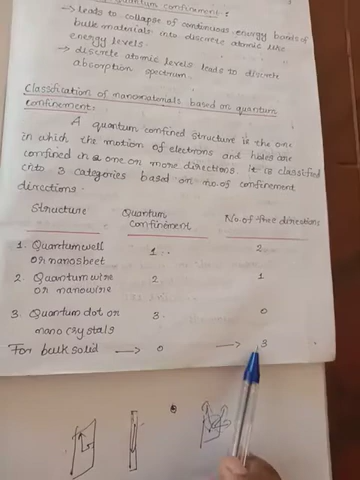 quantum confinement :
→ leads to collapse of continuous energy bands of
bulk materials into discrete atomic like
energy levels.
→ discrete atomic levels leads to discrete
absorption spectrum.
Classification of nanomaterials based on quantum
confinement:
A quantum confined structure is the one
in which the motion of electrons and holes are
confined in a one or more directions. It is classified
into 3 categories based on no. of confinement
directions.
Structure Quantum confinement No. of free directions
1. Quantum well or nanosheet 1 2
2. Quantum wire or nanowire 2 1
3. Quantum dot or nano crystals 3 0
For bulk solid → 0 → 3